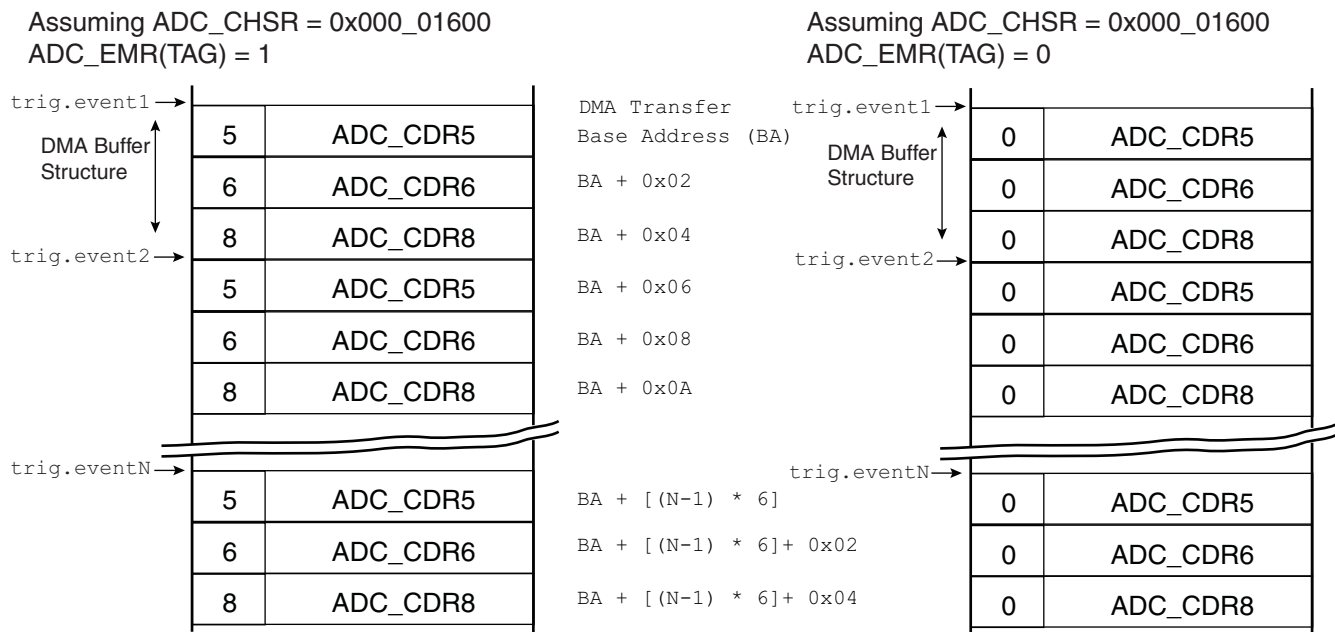 Assuming ADC_CHSR = 0x000_01600
ADC_EMR(TAG) = 1
trig.event1
DMA Buffer
Structure
5 ADC_CDR5
6 ADC_CDR6
8 ADC_CDR8
trig.event2
5 ADC_CDR5
6 ADC_CDR6
8 ADC_CDR8
trig.eventN
5 ADC_CDR5
6 ADC_CDR6
8 ADC_CDR8
DMA Transfer
Base Address (BA)
BA + 0x02
BA + 0x04
BA + 0x06
BA + 0x08
BA + 0x0A
BA + [(N-1) * 6]
BA + [(N-1) * 6]+ 0x02
BA + [(N-1) * 6]+ 0x04
Assuming ADC_CHSR = 0x000_01600
ADC_EMR(TAG) = 0
trig.event1
DMA Buffer
Structure
0 ADC_CDR5
0 ADC_CDR6
0 ADC_CDR8
trig.event2
0 ADC_CDR5
0 ADC_CDR6
0 ADC_CDR8
trig.eventN
0 ADC_CDR5
0 ADC_CDR6
0 ADC_CDR8